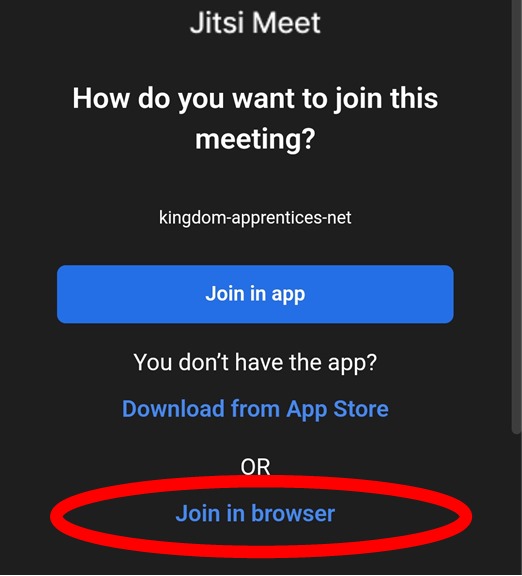 Jitsi Meet
How do you want to join this
meeting?
kingdom-apprentices-net
Join in app
You don’t have the app?
Download from App Store
OR
Join in browser